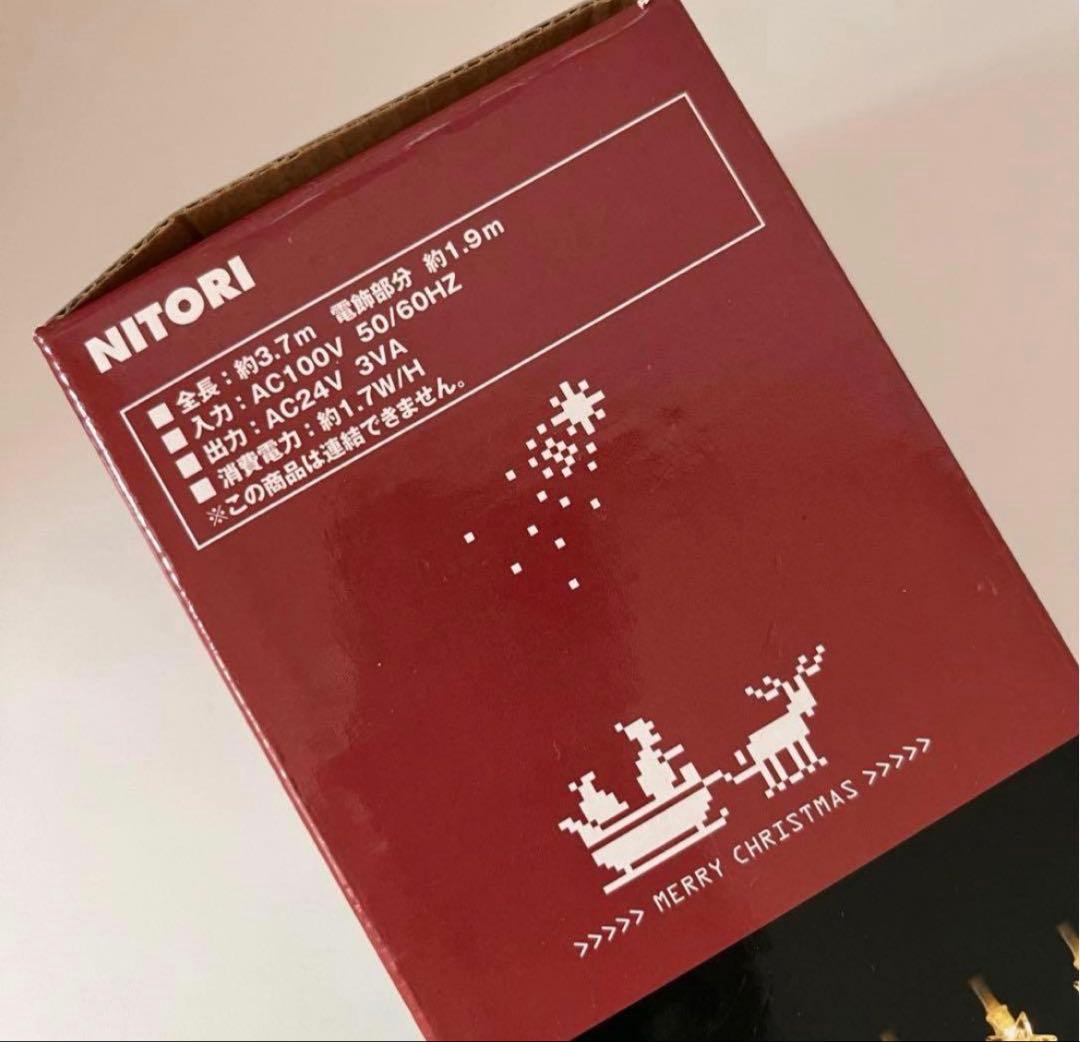 NITORI
■ 全長：約3.7m 電飾部分 約1.9m
■ 入力：AC100V 50/60HZ
■ 出力：AC24V 3VA
■ 消費電力：約1.7W/H
※この商品は連結できません。
>>>>> MERRY CHRISTMAS >>>>>